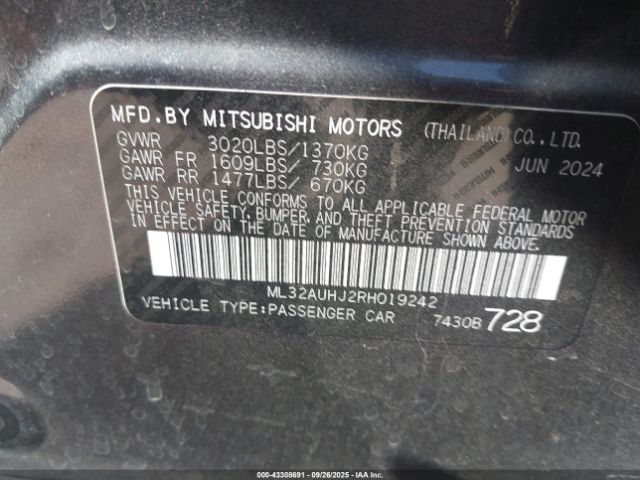 MFD.BY MITSUBISHI MOTORS (THAILAND)CO.,LTD.
GVWR 3020LBS/1370KG JUN 2024
GAWR FR 1609LBS/ 730KG
GAWR RR 1477LBS/ 670KG
THIS VEHICLE CONFORMS TO ALL APPLICABLE FEDERAL MOTOR
VEHICLE SAFETY, BUMPER, AND THEFT PREVENTION STANDARDS
IN EFFECT ON THE DATE OF MANUFACTURE SHOWN ABOVE.
ML32AUHJ2RH019242
VEHICLE TYPE:PASSENGER CAR 7430B 728
000-43308691 - 09/26/2025 - IAA Inc.